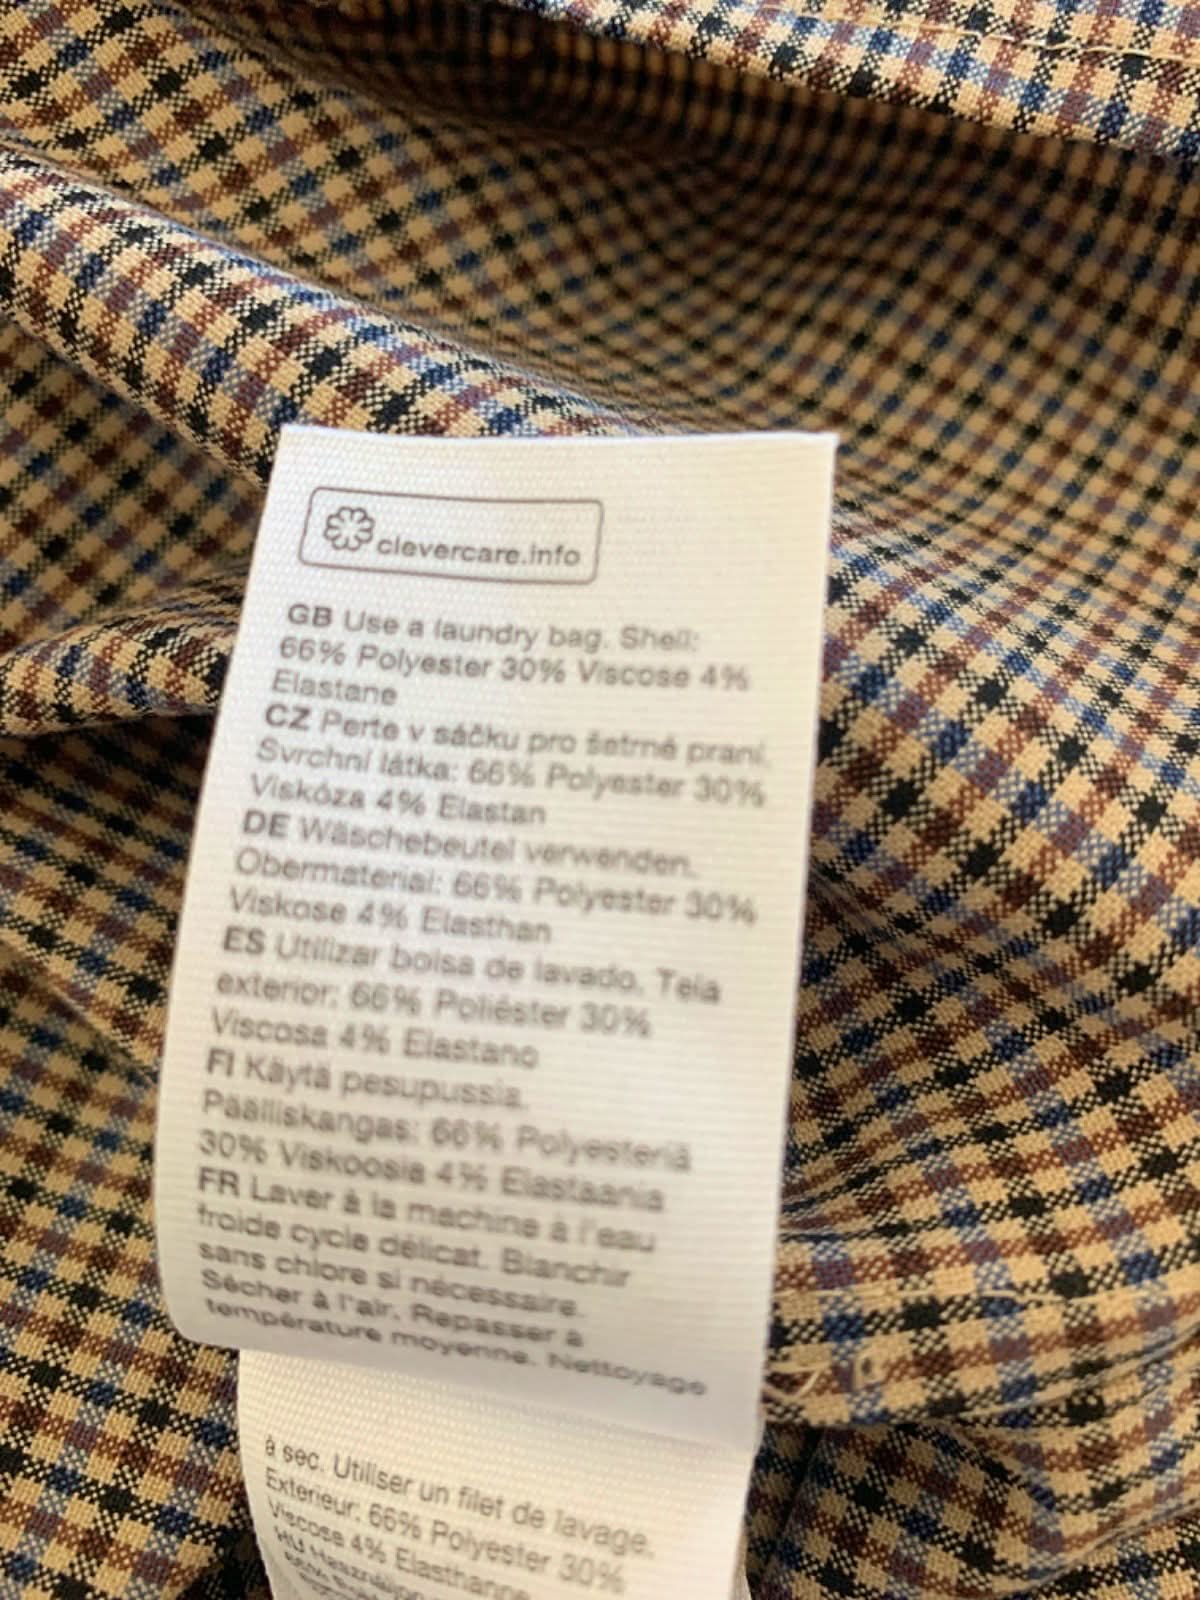 clevercare.info
GB Use a laundry bag. Shell:
66% Polyester 30% Viscose 4%
Elastane
CZ Perte v sáčku pro šetrné praní.
Svrchní látka: 66% Polyester 30%
Viskóza 4% Elastan
DE Wäschebeutel verwenden.
Obermaterial: 66% Polyester 30%
Viskose 4% Elasthan
ES Utilizar bolsa de lavado. Tela
exterior: 66% Poliéster 30%
Viscosa 4% Elastano
FI Käytä pesupussia.
Päälliskangas: 66% Polyesteriä
30% Viskoosia 4% Elastaania
FR Laver à la machine à l'eau
froide cycle délicat. Blanchir
sans chlore si nécessaire.
Sécher à l'air. Repasser à
température moyenne. Nettoyage
à sec. Utiliser un filet de lavage.
Exterieur: 66% Polyester 30%
Viscose 4% Elasthanne
HU